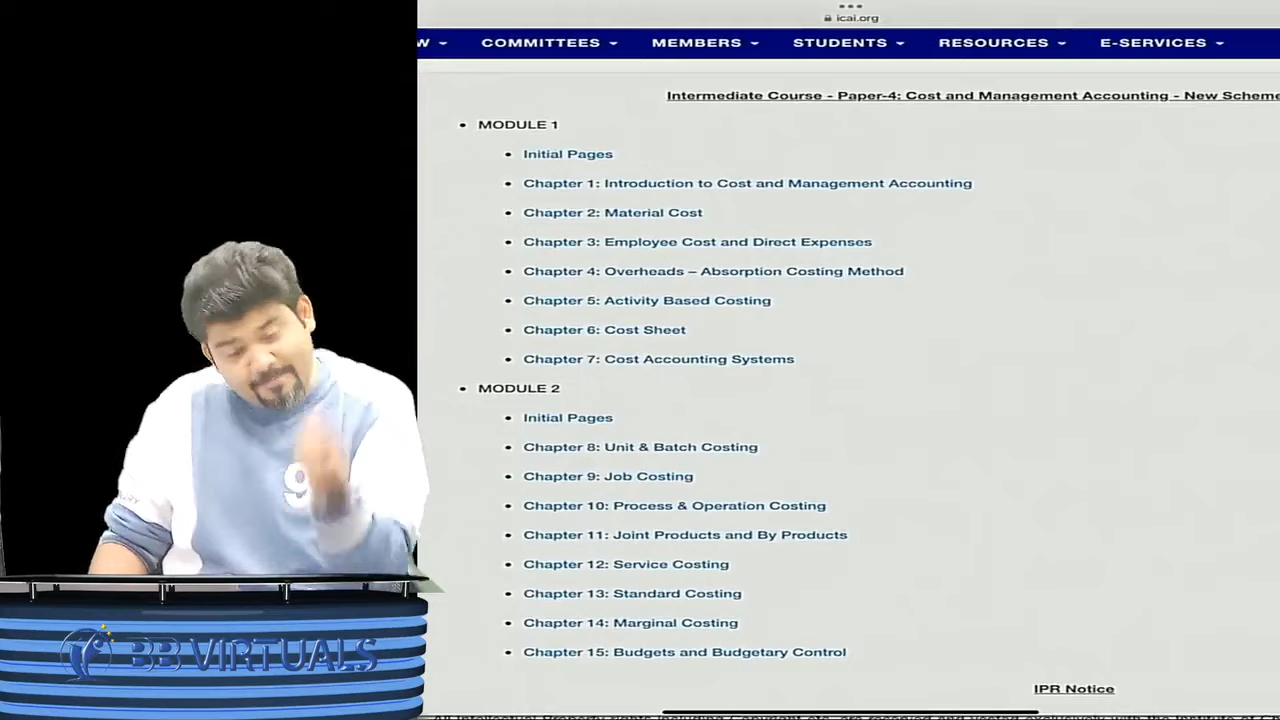 icai.org
W
COMMITTEES
MEMBERS
STUDENTS
RESOURCES
E-SERVICES
Intermediate Course - Paper-4: Cost and Management Accounting - New Scheme
MODULE 1
Initial Pages
Chapter 1: Introduction to Cost and Management Accounting
Chapter 2: Material Cost
Chapter 3: Employee Cost and Direct Expenses
Chapter 4: Overheads – Absorption Costing Method
Chapter 5: Activity Based Costing
Chapter 6: Cost Sheet
Chapter 7: Cost Accounting Systems
MODULE 2
Initial Pages
Chapter 8: Unit & Batch Costing
Chapter 9: Job Costing
Chapter 10: Process & Operation Costing
Chapter 11: Joint Products and By Products
Chapter 12: Service Costing
Chapter 13: Standard Costing
Chapter 14: Marginal Costing
Chapter 15: Budgets and Budgetary Control
IPR Notice
9
BB VIRTUALS